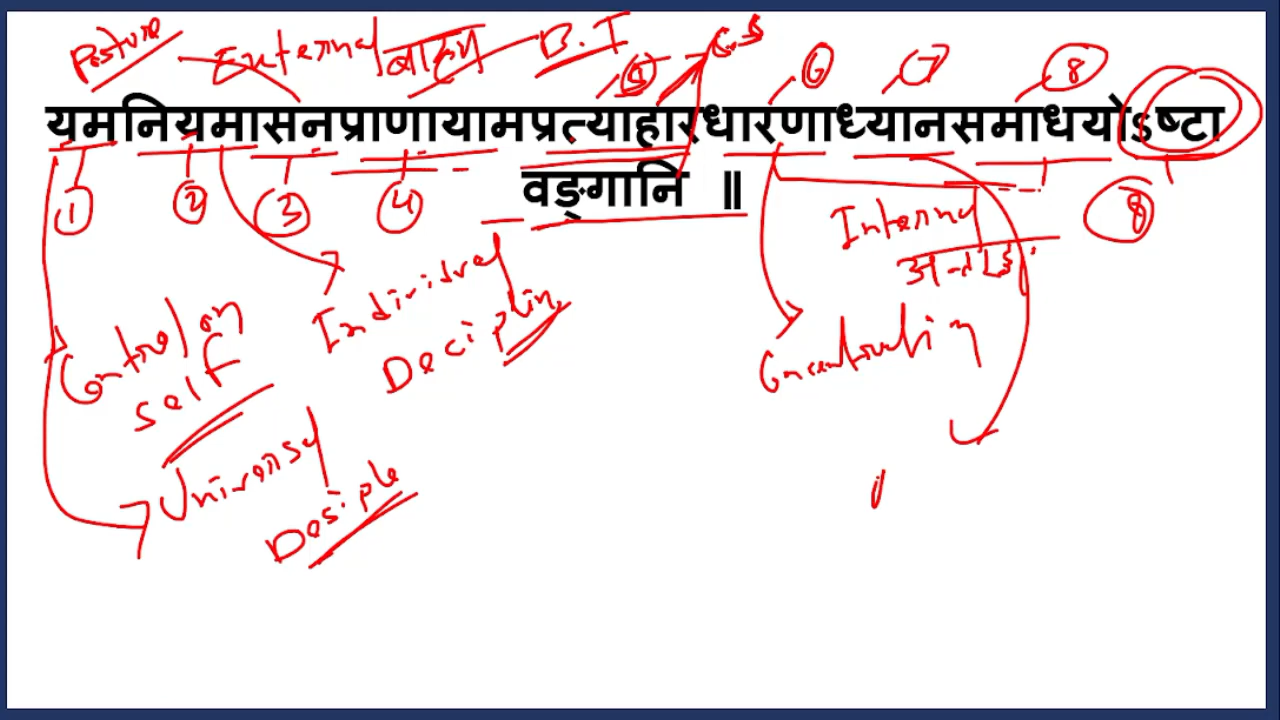 Posture External बाह्य B.I C.S
5 6 7 8
यमनियमासनप्राणायामप्रत्याहारधारणाध्यानसमाधयोऽष्टा
वङ्गानि ॥
1 2 3 4 8
Internal
Individual
Decipline
Control on
self
Concentration
Universal
Desiple